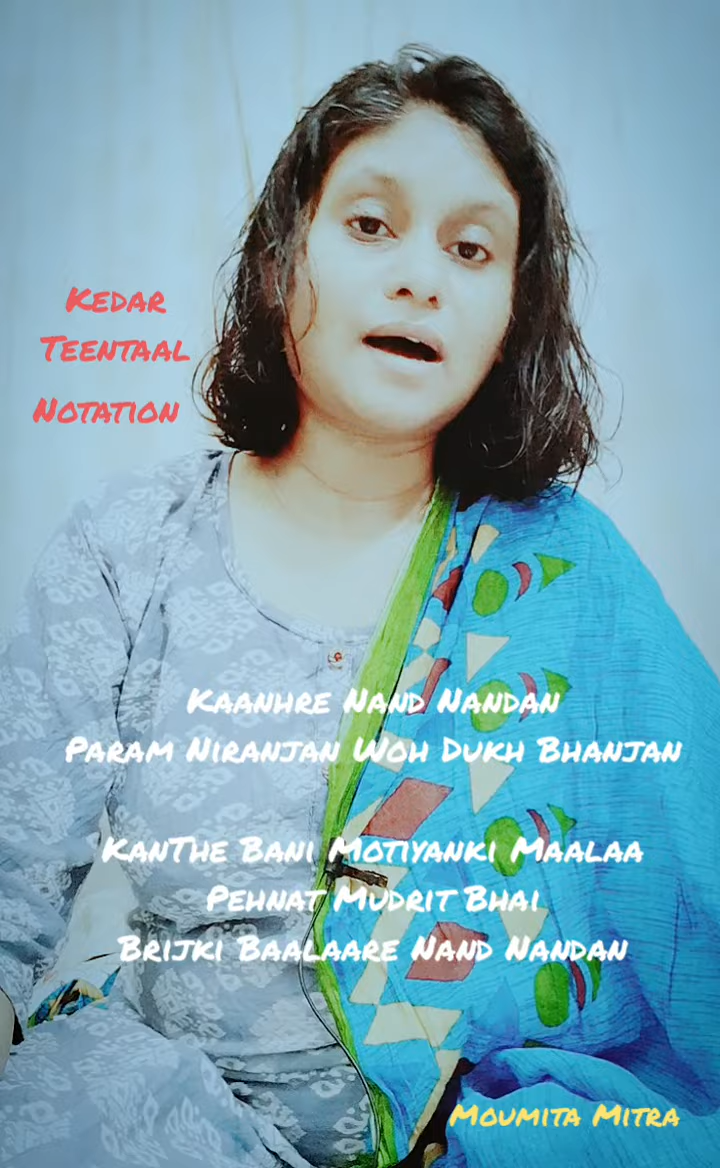 Kedar
Teentaal
Notation
Kaanhre Nand Nandan
Param Niranjan Woh Dukh Bhanjan
KanThe Bani Motiyanki Maalaa
Pehnat Mudrit Bhai
Brijki Baalaare Nand Nandan
Moumita Mitra